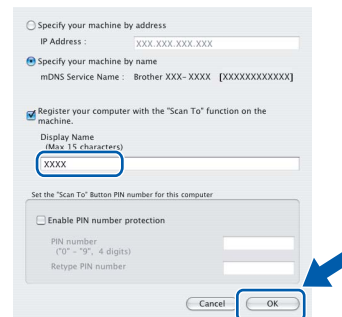 Specify your machine by address
IP Address : XXX.XXX.XXX.XXX
Specify your machine by name
mDNS Service Name : Brother XXX-XXXX [XXXXXXXXXXXX]
Register your computer with the "Scan To" function on the
machine.
Display Name
(Max 15 characters)
XXXX
Set the "Scan To" Button PIN number for this computer
Enable PIN number protection
PIN number
("0" - "9", 4 digits)
Retype PIN number
Cancel OK